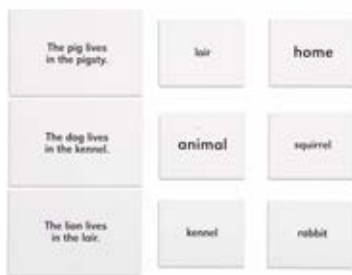 The pig lives
in the pigsty.
lair
home
The dog lives
in the kennel.
animal
squirrel
The lion lives
in the lair.
kennel
rabbit